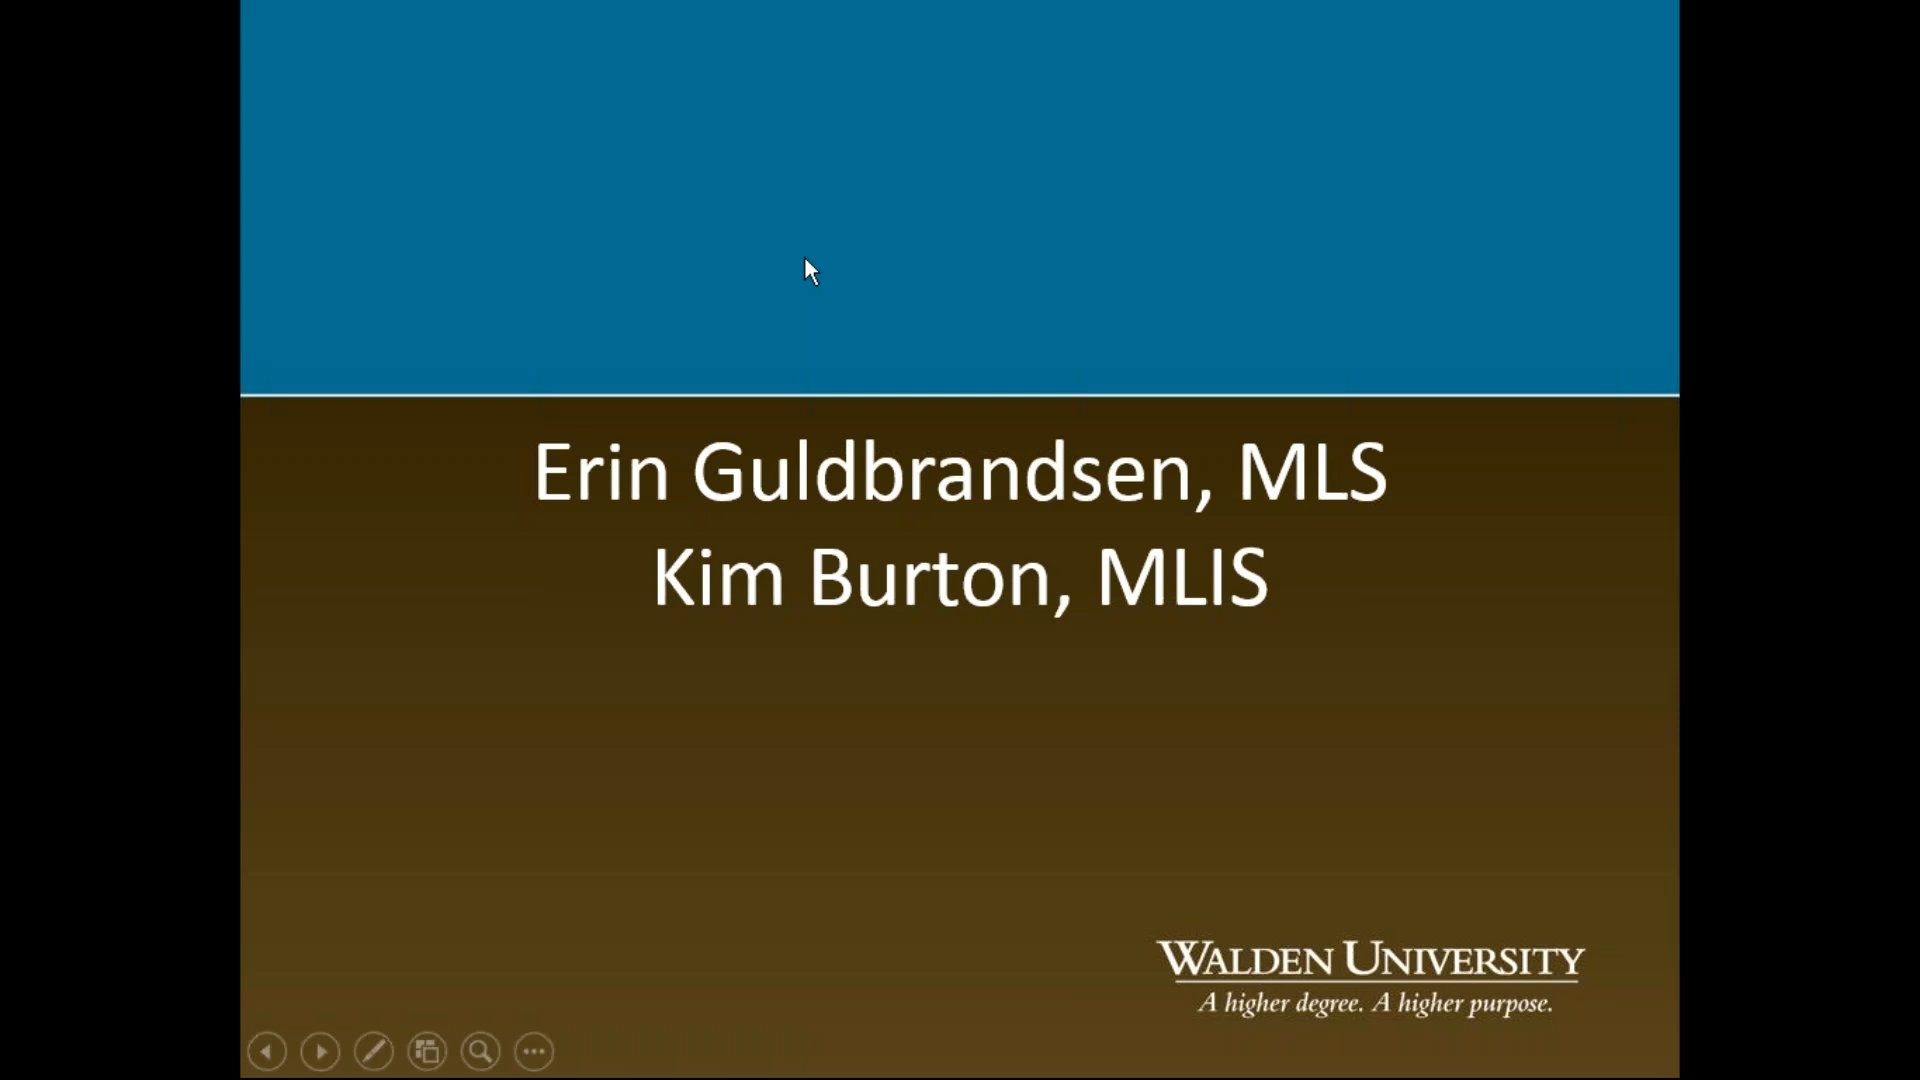 Erin Guldbrandsen, MLS
Kim Burton, MLIS
WALDEN UNIVERSITY
A higher degree. A higher purpose.